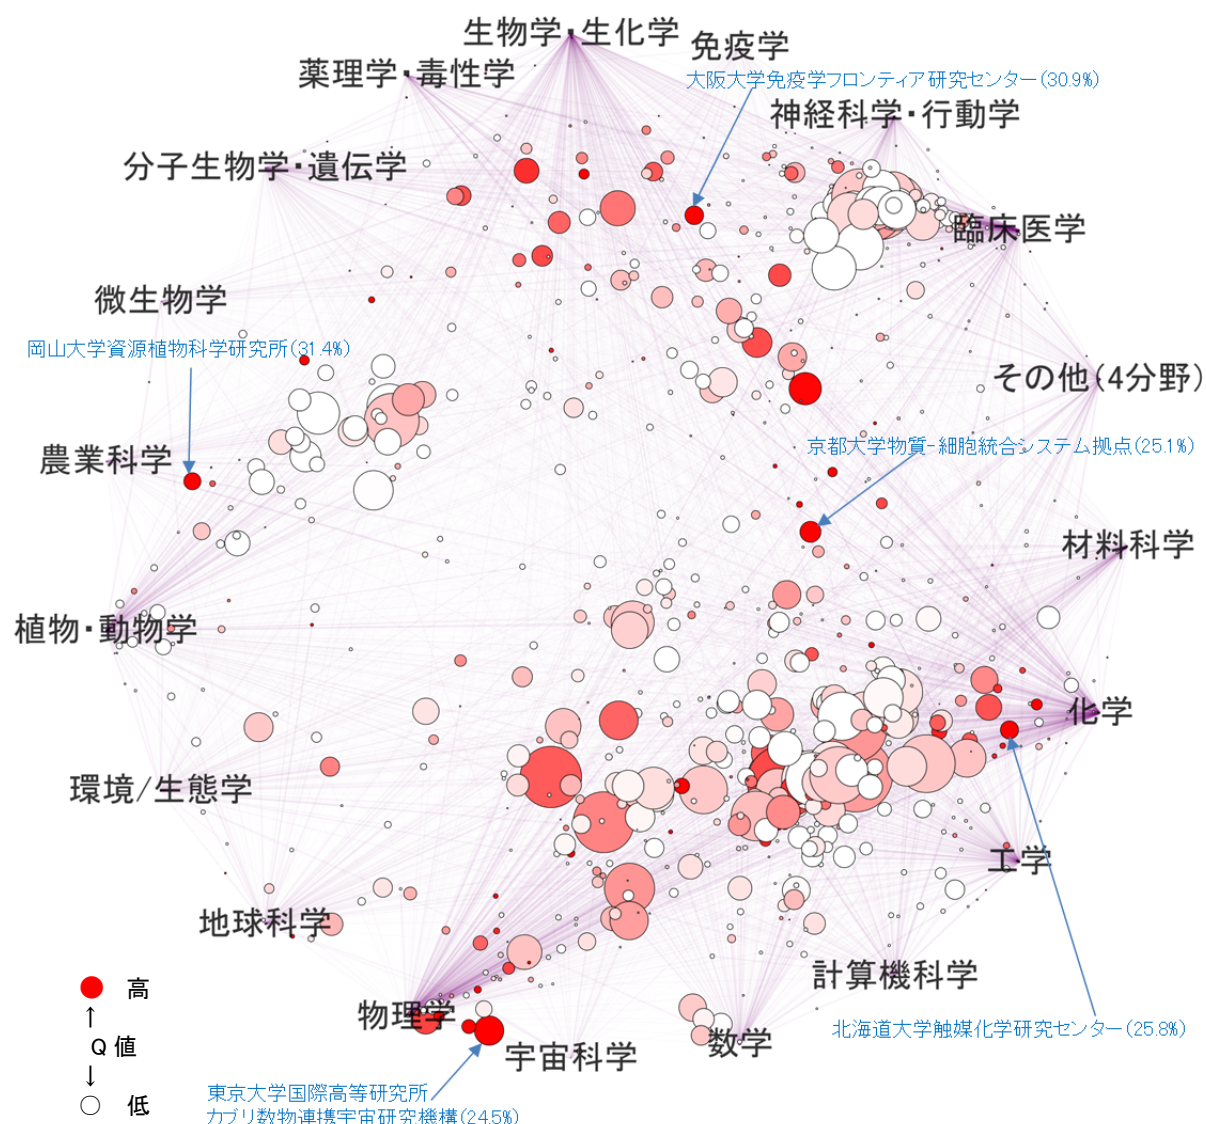 生物学・生化学
免疫学
薬理学・毒性学
大阪大学免疫学フロンティア研究センター(30.9%)
神経科学・行動学
分子生物学・遺伝学
臨床医学
微生物学
岡山大学資源植物科学研究所(31.4%)
その他(4分野)
農業科学
京都大学物質-細胞統合システム拠点(25.1%)
材料科学
植物・動物学
化学
環境/生態学
工学
地球科学
計算機科学
高
物理学
北海道大学触媒化学研究センター(25.8%)
↑
Q値
↓
数学
宇宙科学
低
東京大学国際高等研究所
カブリ数物連携宇宙研究機構(24.5%)